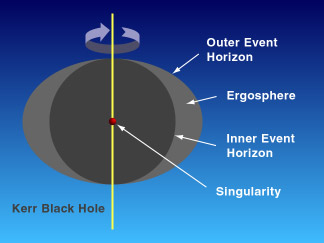 Outer Event
Horizon
Ergosphere
Inner Event
Horizon
Singularity
Kerr Black Hole